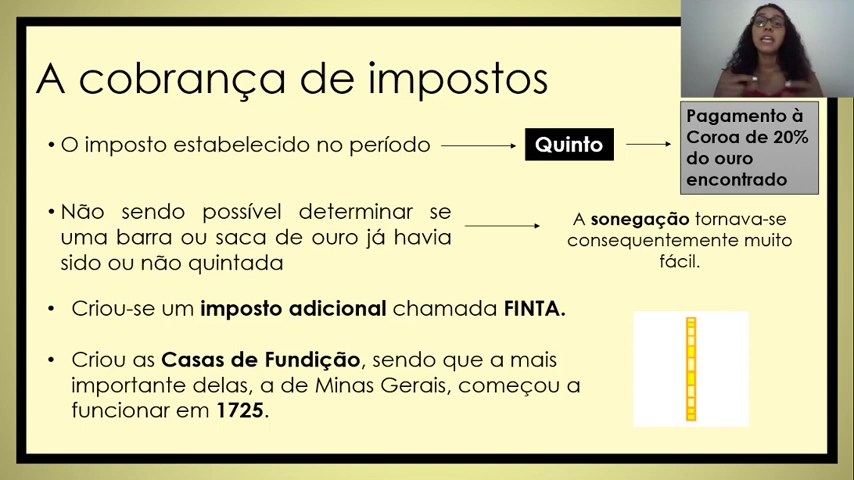 A cobrança de impostos
• O imposto estabelecido no período
Quinto
Pagamento à
Coroa de 20%
do ouro
encontrado
• Não sendo possível determinar se
uma barra ou saca de ouro já havia
sido ou não quintada
A sonegação tornava-se
consequentemente muito
fácil.
• Criou-se um imposto adicional chamada FINTA.
• Criou as Casas de Fundição, sendo que a mais
importante delas, a de Minas Gerais, começou a
funcionar em 1725.